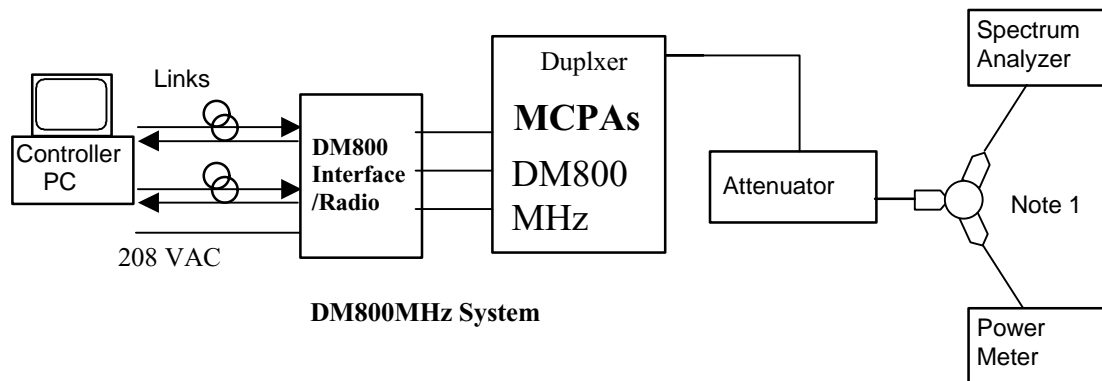 Links
Controller
PC
208 VAC
DM800
Interface
/Radio
Duplxer
MCPAs
DM800
MHz
DM800MHz System
Attenuator
Spectrum
Analyzer
Note 1
Power
Meter